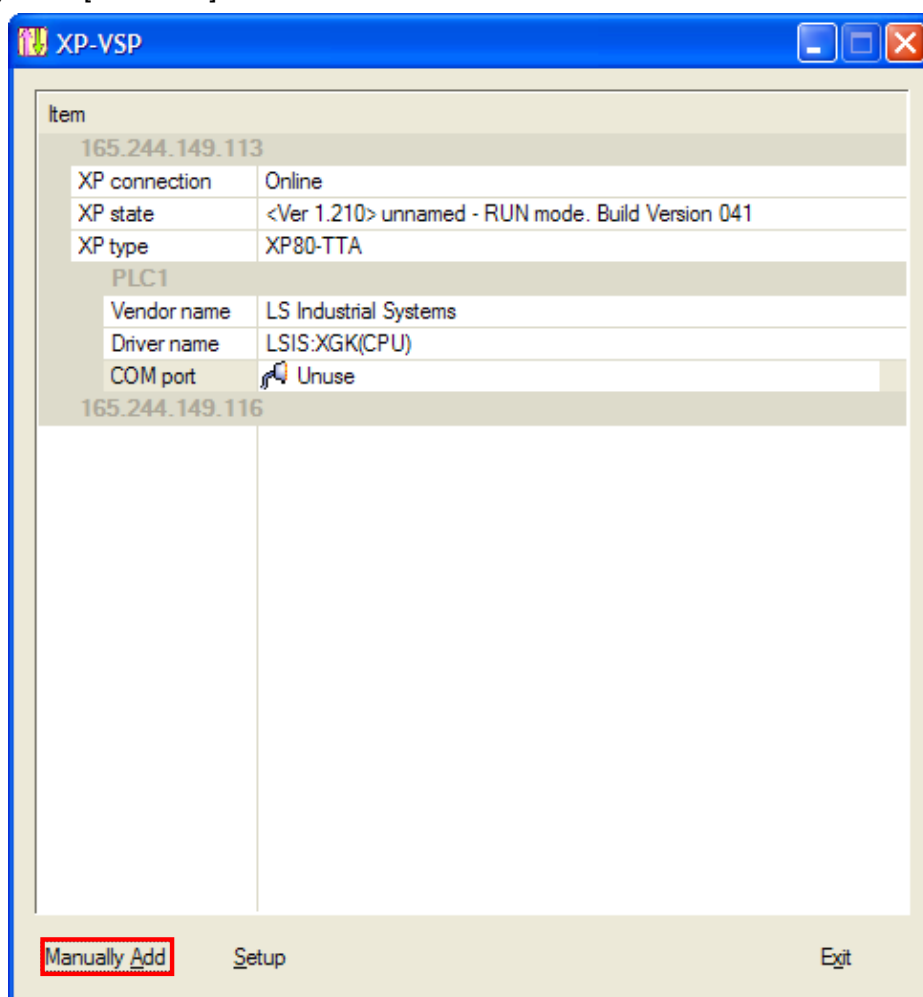 XP-VSP
Item
165.244.149.113
XP connection Online
XP state <Ver 1.210> unnamed - RUN mode. Build Version 041
XP type XP80-TTA
PLC1
Vendor name LS Industrial Systems
Driver name LSIS:XGK(CPU)
COM port Unuse
165.244.149.116
Manually Add Setup Exit